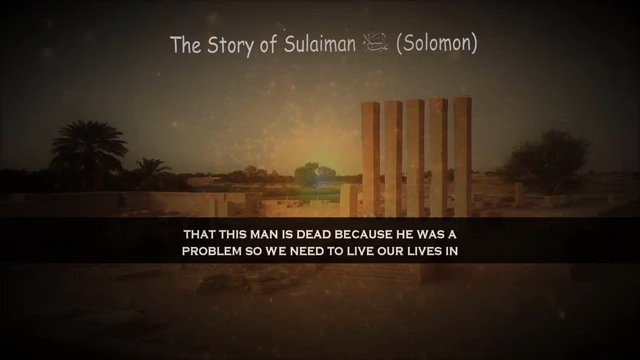 The Story of Sulaiman (Solomon)
THAT THIS MAN IS DEAD BECAUSE HE WAS A
PROBLEM SO WE NEED TO LIVE OUR LIVES IN